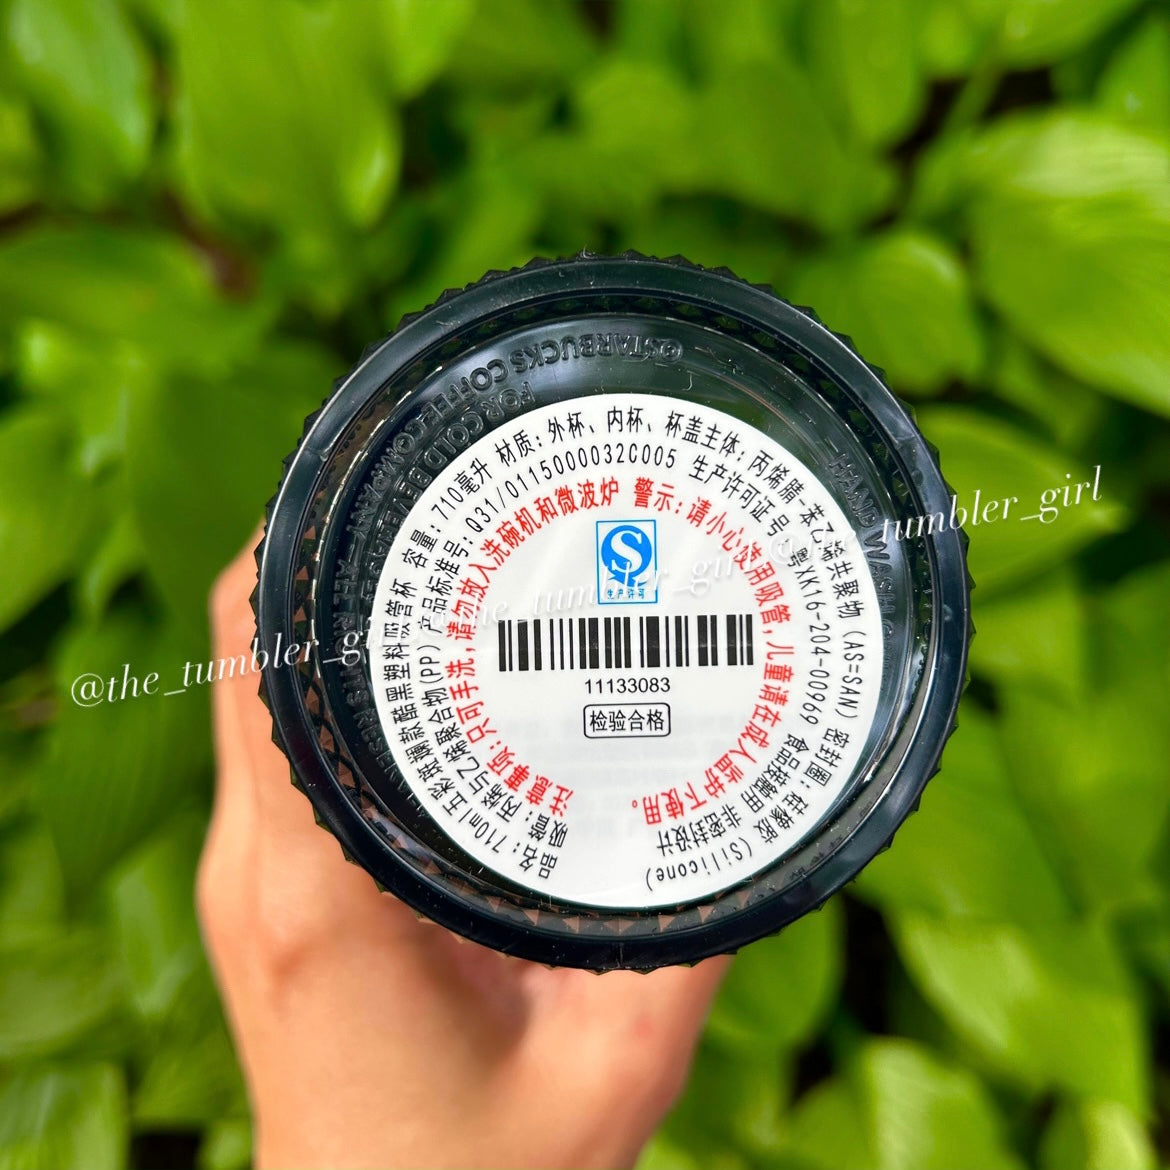 ©STARBUCKS COFFEE COMPANY-ALL RIGHTS
FOR COLD BEVERAGES
HAND WASH
品名:710ml五彩斑斓款酷黑塑料吸管杯 容量:710毫升 材质:外杯、内杯、杯盖主体:丙烯腈-苯乙烯共聚物(AS=SAN) 密封圈:硅橡胶(Silicone)
吸管:丙烯与乙烯聚合物(PP) 产品标准号:Q31/0115000032C005 生产许可证号:粤XK16-204-00969 食品接触用 非密封设计
注意事项:只可手洗,请勿放入洗碗机和微波炉 警示:请小心使用吸管,儿童请在成人监护下使用。
生产许可
11133083
检验合格
@the_tumbler_girl
@the_tumbler_girl
@the_tumbler_girl